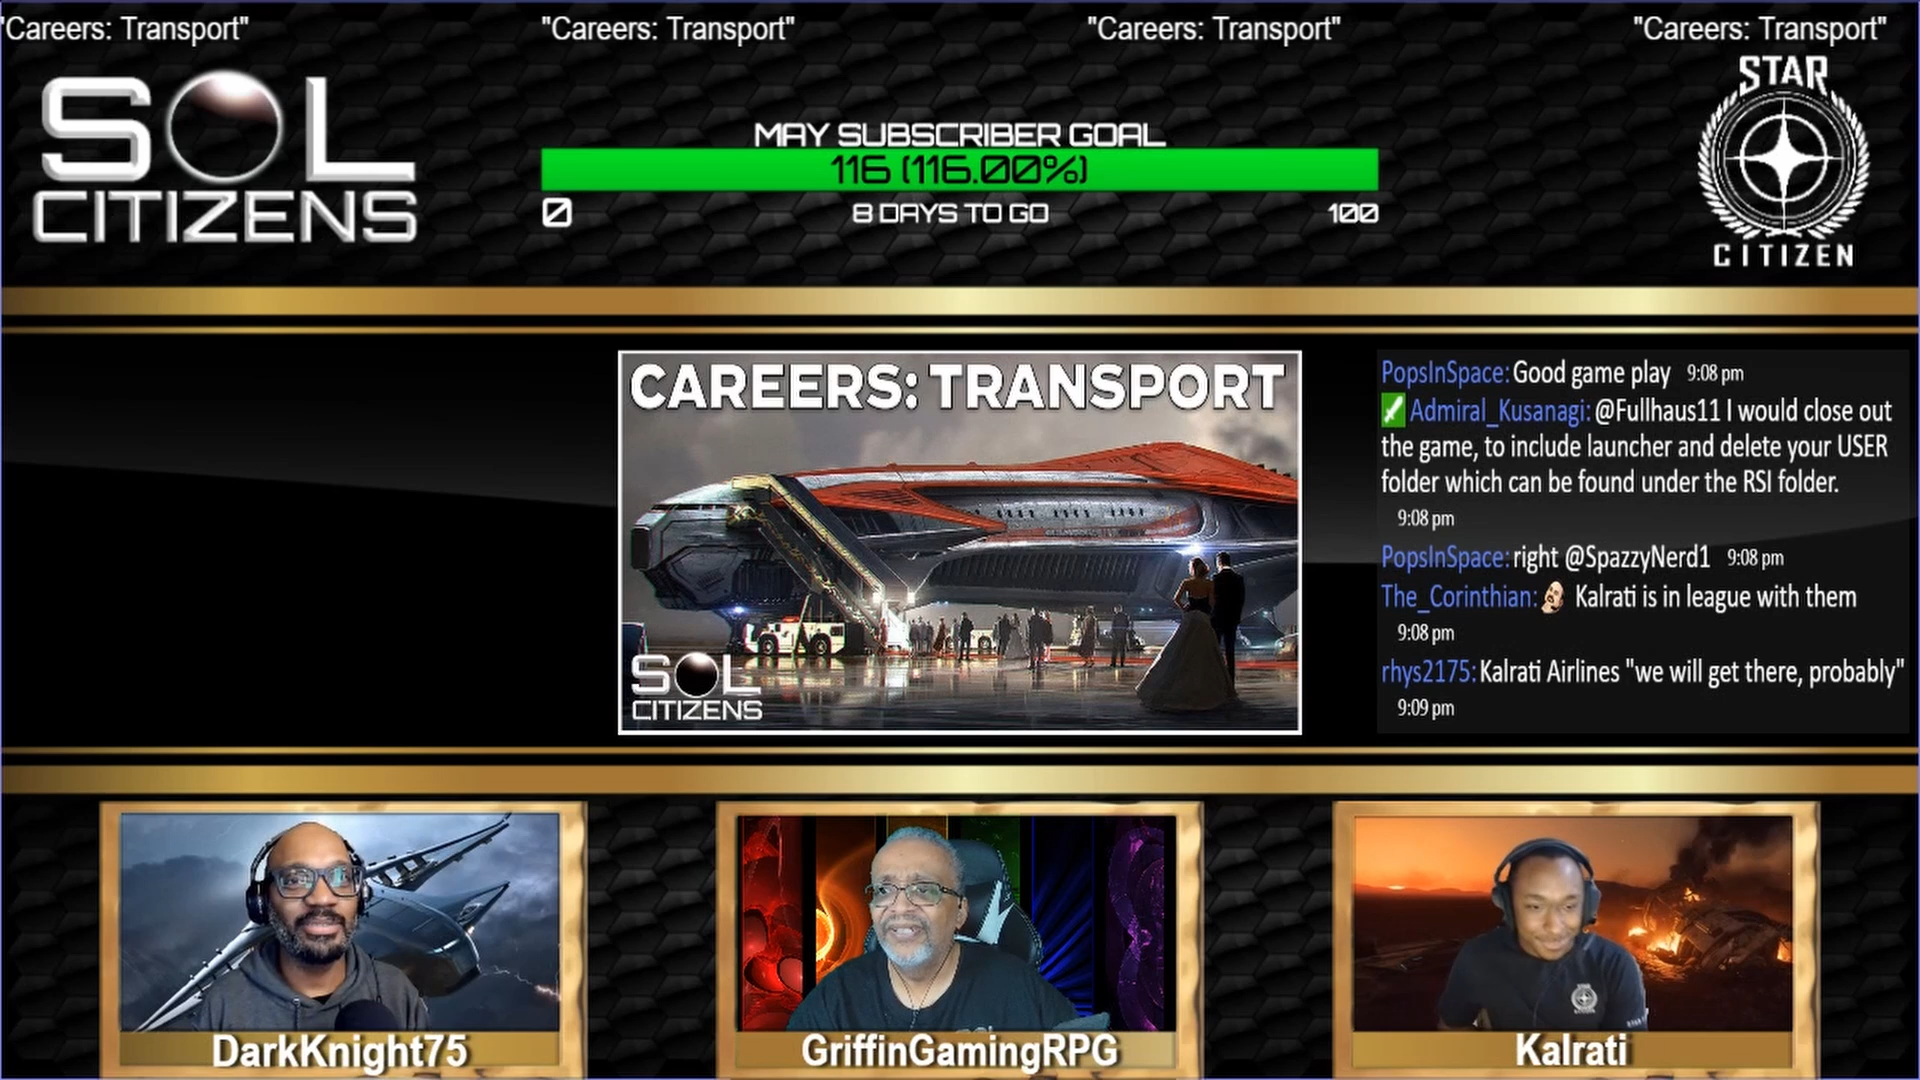 "Careers: Transport" "Careers: Transport" "Careers: Transport" "Careers: Transport"
SOL
CITIZENS
MAY SUBSCRIBER GOAL
116 (116.00%)
0 8 DAYS TO GO 100
STAR
CITIZEN
CAREERS: TRANSPORT
SOL
CITIZENS
PopsInSpace: Good game play 9:08 pm
Admiral_Kusanagi: @Fullhaus11 I would close out
the game, to include launcher and delete your USER
folder which can be found under the RSI folder.
9:08 pm
PopsInSpace: right @SpazzyNerd1 9:08 pm
The_Corinthian: Kalrati is in league with them
9:08 pm
rhys2175: Kalrati Airlines "we will get there, probably"
9:09 pm
STAR
CITIZEN
DarkKnight75
GriffinGamingRPG
Kalrati